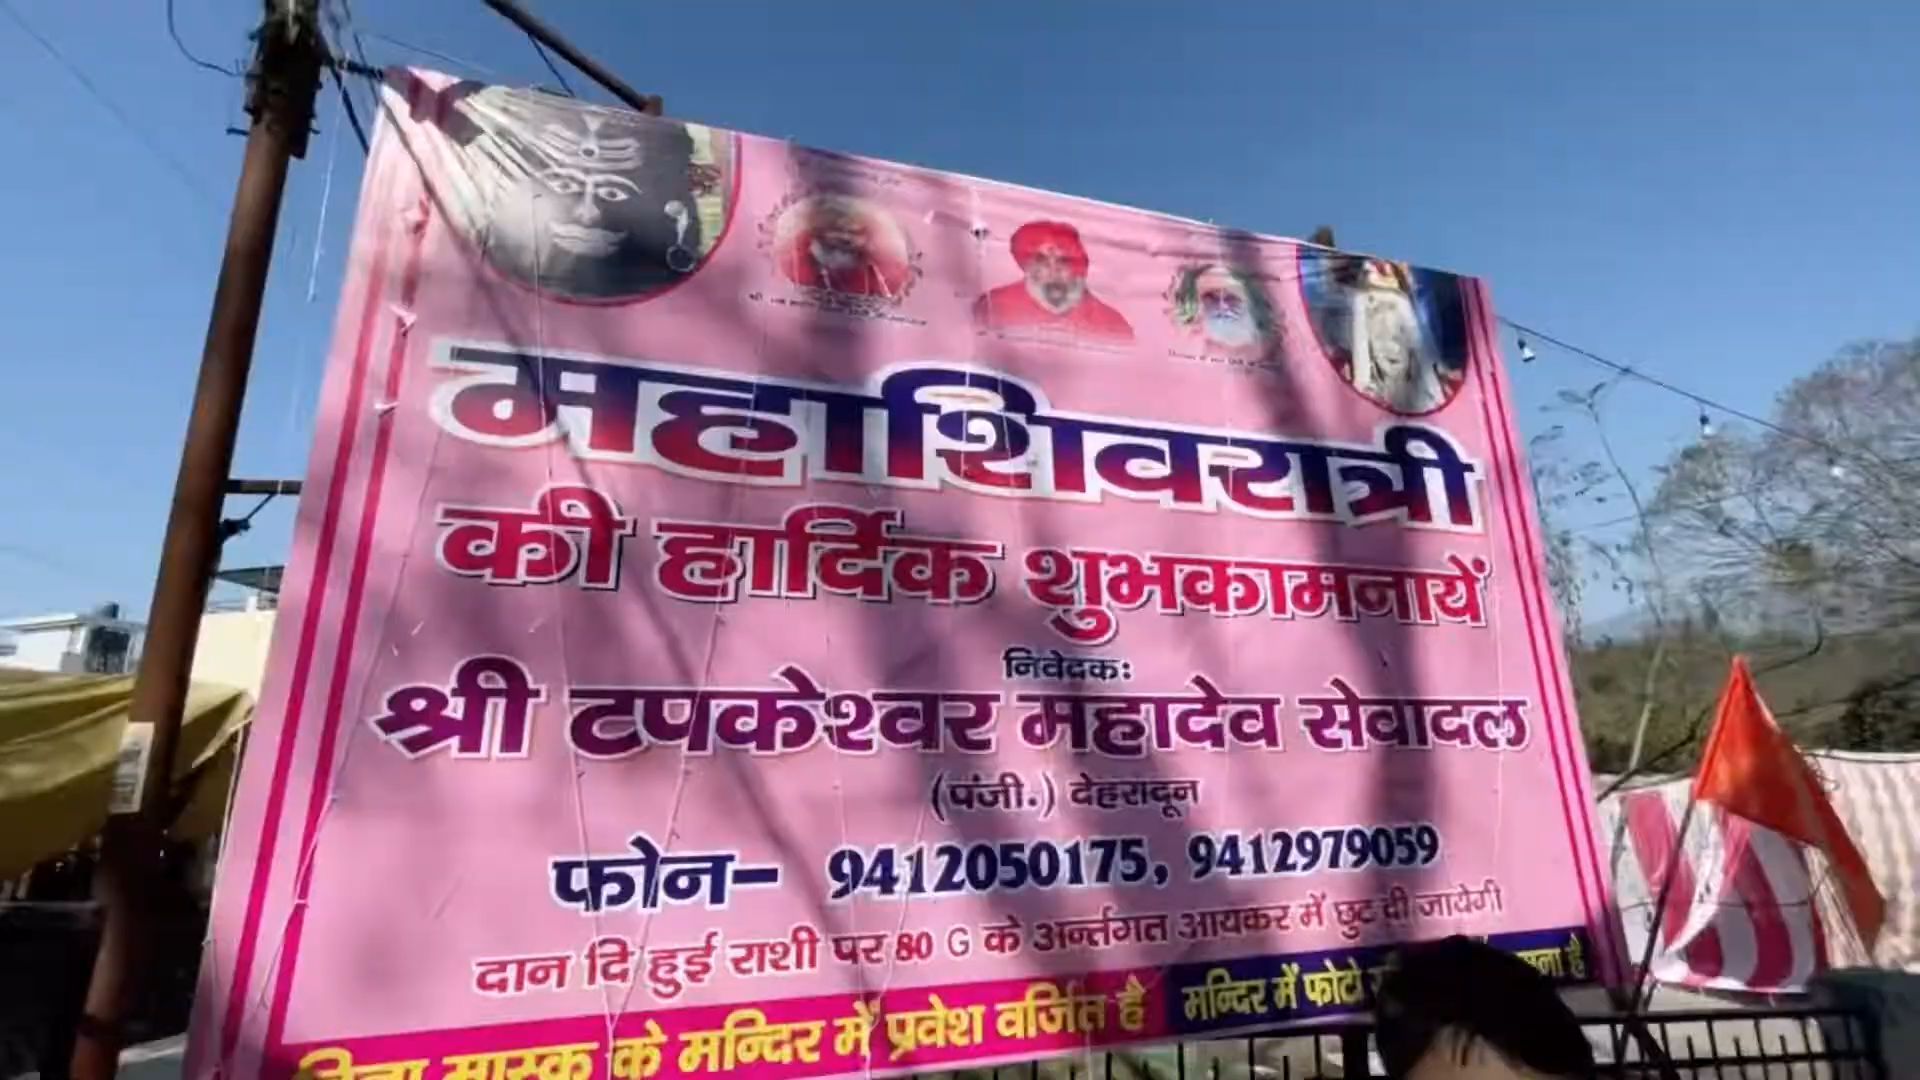 महाशिवरात्री
की हार्दिक शुभकामनायें
निवेदकः
श्री टपकेश्वर महादेव सेवादल
(पंजी.) देहरादून
फोन- 9412050175, 9412979059
दान दि हुई राशी पर 80 G के अर्न्तगत आयकर में छुट दी जायेगी
बिना मास्क के मन्दिर में प्रवेश वर्जित है मन्दिर में फोटो मना है